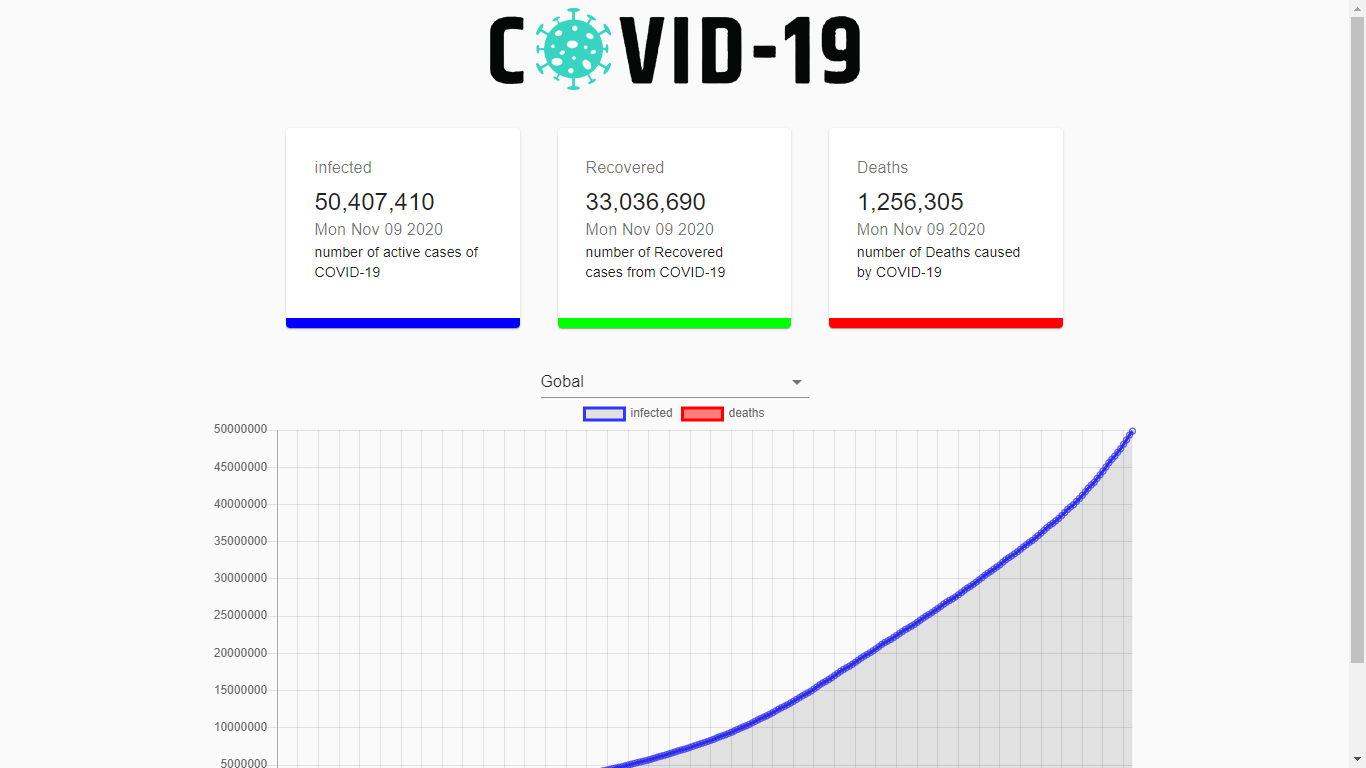 COVID-19
infected
50,407,410
Mon Nov 09 2020
number of active cases of
COVID-19
Recovered
33,036,690
Mon Nov 09 2020
number of Recovered
cases from COVID-19
Deaths
1,256,305
Mon Nov 09 2020
number of Deaths caused
by COVID-19
Gobal
infected deaths
50000000
45000000
40000000
35000000
30000000
25000000
20000000
15000000
10000000
5000000